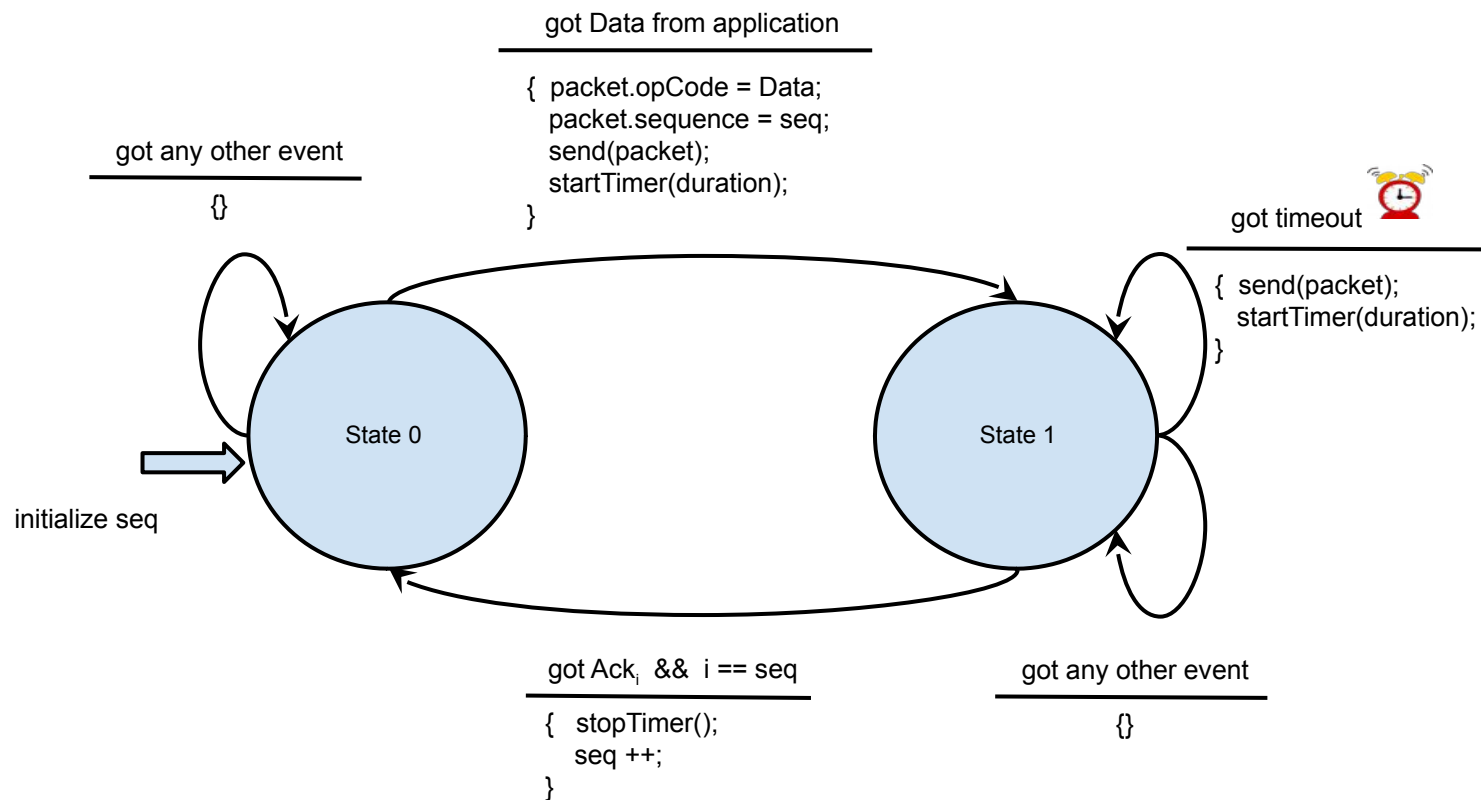 got Data from application
{ packet.opCode = Data;
packet.sequence = seq;
send(packet);
startTimer(duration);
}
got any other event
{}
got timeout
{ send(packet);
startTimer(duration);
}
State 0
State 1
initialize seq
got Ackᵢ && i == seq
{ stopTimer();
seq ++;
}
got any other event
{}